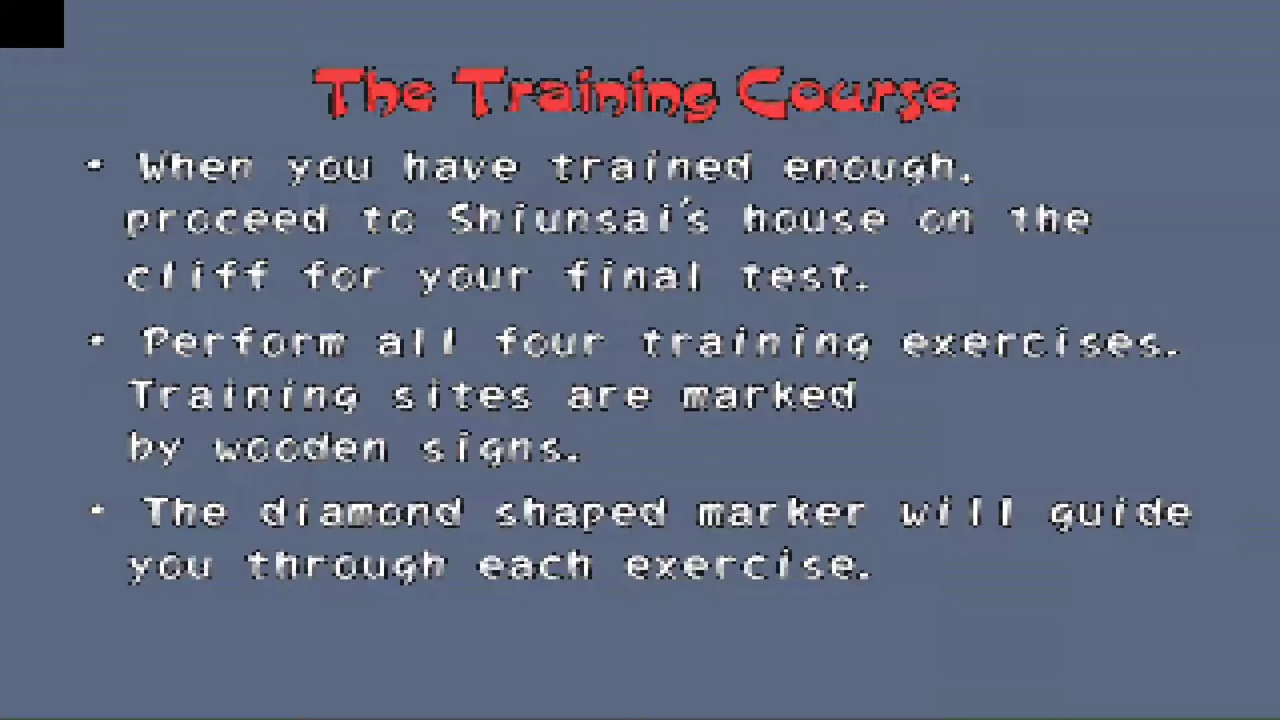 The Training Course
• When you have trained enough,
proceed to Shiunsai's house on the
cliff for your final test.
• Perform all four training exercises.
Training sites are marked
by wooden signs.
• The diamond shaped marker will guide
you through each exercise.